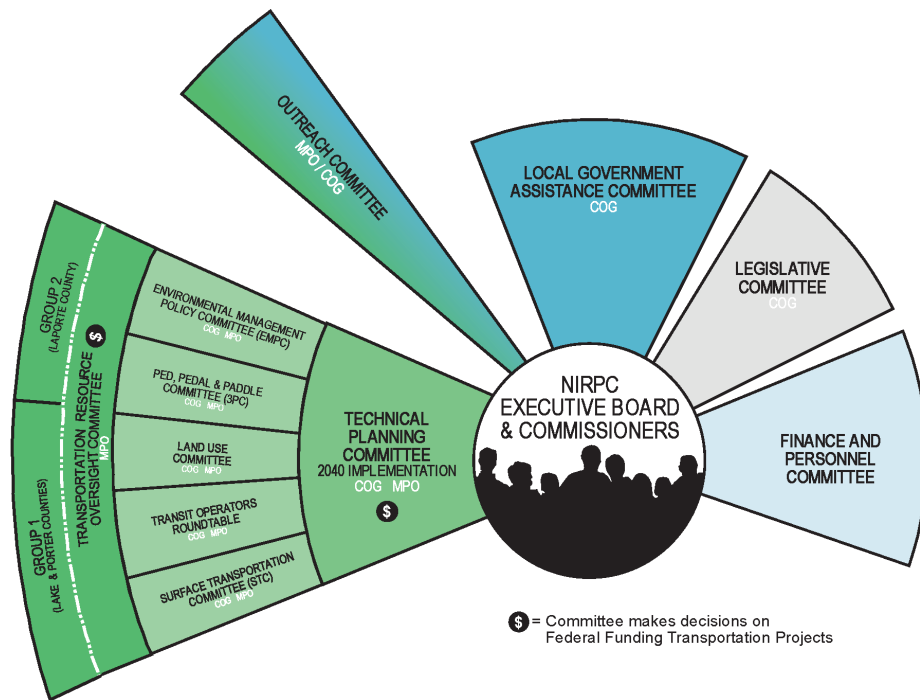 OUTREACH COMMITTEE
MPO / COG
LOCAL GOVERNMENT
ASSISTANCE COMMITTEE
COG
LEGISLATIVE
COMMITTEE
COG
FINANCE AND
PERSONNEL
COMMITTEE
NIRPC
EXECUTIVE BOARD
& COMMISSIONERS
TECHNICAL
PLANNING
COMMITTEE
2040 IMPLEMENTATION
COG MPO
$
ENVIRONMENTAL MANAGEMENT
POLICY COMMITTEE (EMPC)
COG MPO
PED, PEDAL & PADDLE
COMMITTEE (3PC)
COG MPO
LAND USE
COMMITTEE
COG MPO
TRANSIT OPERATORS
ROUNDTABLE
COG MPO
SURFACE TRANSPORTATION
COMMITTEE (STC)
COG MPO
TRANSPORTATION RESOURCE
OVERSIGHT COMMITTEE
MPO
$
GROUP 2
(LAPORTE COUNTY)
GROUP 1
(LAKE & PORTER COUNTIES)
$ = Committee makes decisions on
Federal Funding Transportation Projects